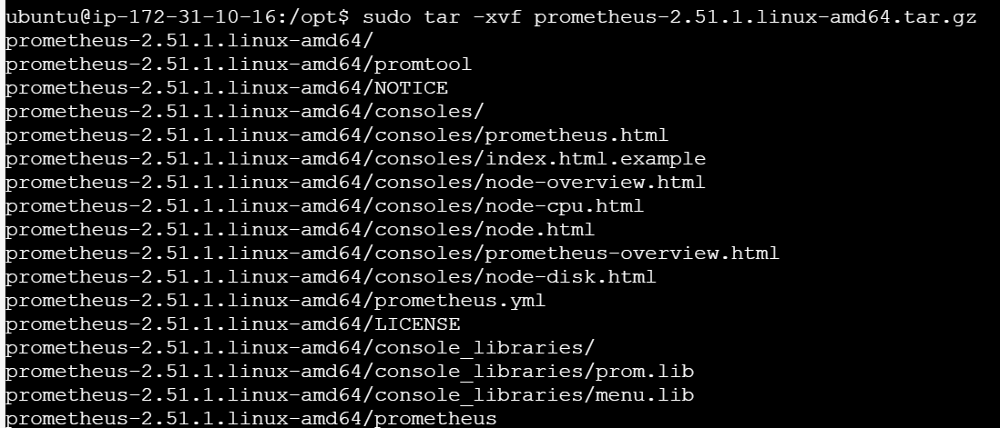 ubuntu@ip-172-31-10-16:/opt$ sudo tar -xvf prometheus-2.51.1.linux-amd64.tar.gz
prometheus-2.51.1.linux-amd64/
prometheus-2.51.1.linux-amd64/promtool
prometheus-2.51.1.linux-amd64/NOTICE
prometheus-2.51.1.linux-amd64/consoles/
prometheus-2.51.1.linux-amd64/consoles/prometheus.html
prometheus-2.51.1.linux-amd64/consoles/index.html.example
prometheus-2.51.1.linux-amd64/consoles/node-overview.html
prometheus-2.51.1.linux-amd64/consoles/node-cpu.html
prometheus-2.51.1.linux-amd64/consoles/node.html
prometheus-2.51.1.linux-amd64/consoles/prometheus-overview.html
prometheus-2.51.1.linux-amd64/consoles/node-disk.html
prometheus-2.51.1.linux-amd64/prometheus.yml
prometheus-2.51.1.linux-amd64/LICENSE
prometheus-2.51.1.linux-amd64/console_libraries/
prometheus-2.51.1.linux-amd64/console_libraries/prom.lib
prometheus-2.51.1.linux-amd64/console_libraries/menu.lib
prometheus-2.51.1.linux-amd64/prometheus